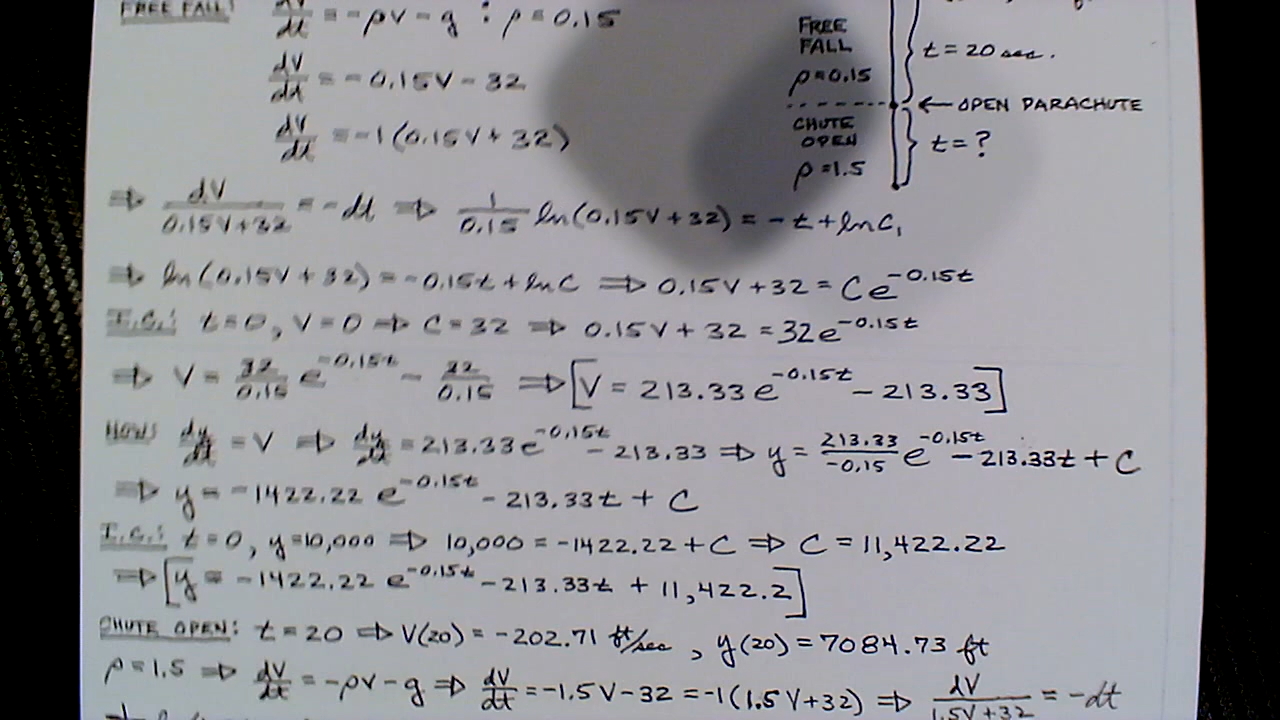 FREE FALL: dv/dt = -ρv - g : ρ = 0.15
dv/dt = -0.15v - 32
dv/dt = -1(0.15v + 32)
FREE
FALL
ρ=0.15
t = 20 sec.
← OPEN PARACHUTE
CHUTE
OPEN
ρ=1.5
t = ?
⇒ dv/(0.15v+32) = -dt ⇒ 1/0.15 ln(0.15v+32) = -t + ln C₁
⇒ ln(0.15v+32) = -0.15t + ln C ⇒ 0.15v + 32 = Ce^(-0.15t)
I.C.: t=0, v=0 ⇒ C=32 ⇒ 0.15v + 32 = 32e^(-0.15t)
⇒ v = 32/0.15 e^(-0.15t) - 32/0.15 ⇒ [v = 213.33e^(-0.15t) - 213.33]
NOW: dy/dt = v ⇒ dy/dt = 213.33e^(-0.15t) - 213.33 ⇒ y = 213.33/-0.15 e^(-0.15t) - 213.33t + C
⇒ y = -1422.22 e^(-0.15t) - 213.33t + C
I.C.: t=0, y=10,000 ⇒ 10,000 = -1422.22 + C ⇒ C = 11,422.22
⇒ [y = -1422.22 e^(-0.15t) - 213.33t + 11,422.2]
CHUTE OPEN: t=20 ⇒ v(20) = -202.71 ft/sec, y(20) = 7084.73 ft
ρ=1.5 ⇒ dv/dt = -ρv - g ⇒ dv/dt = -1.5v - 32 = -1(1.5v+32) ⇒ dv/(1.5v+32) = -dt